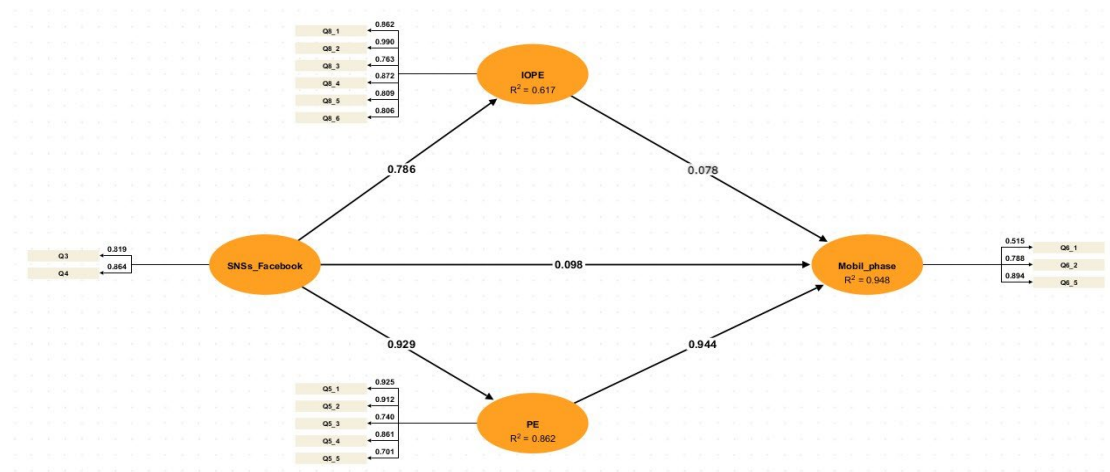 0.862
Q8_1
0.990
Q8_2
0.763
Q8_3
0.872
Q8_4
0.809
Q8_5
0.806
Q8_6
IOPE
R² = 0.617
0.786
0.078
0.819
Q3
0.864
Q4
SNSs_Facebook
0.098
Mobil_phase
R² = 0.948
0.515
Q6_1
0.788
Q6_2
0.894
Q6_5
0.929
0.944
0.925
Q5_1
0.912
Q5_2
0.740
Q5_3
0.861
Q5_4
0.701
Q5_5
PE
R² = 0.862